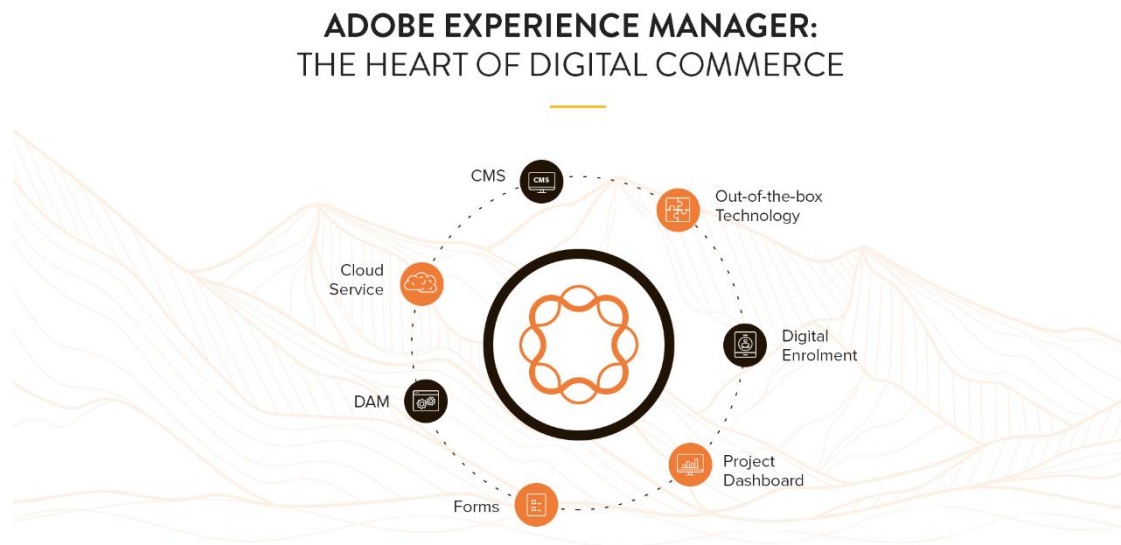 ADOBE EXPERIENCE MANAGER:
THE HEART OF DIGITAL COMMERCE
CMS
CMS
Out-of-the-box
Technology
Cloud
Service
Digital
Enrolment
DAM
Project
Dashboard
Forms